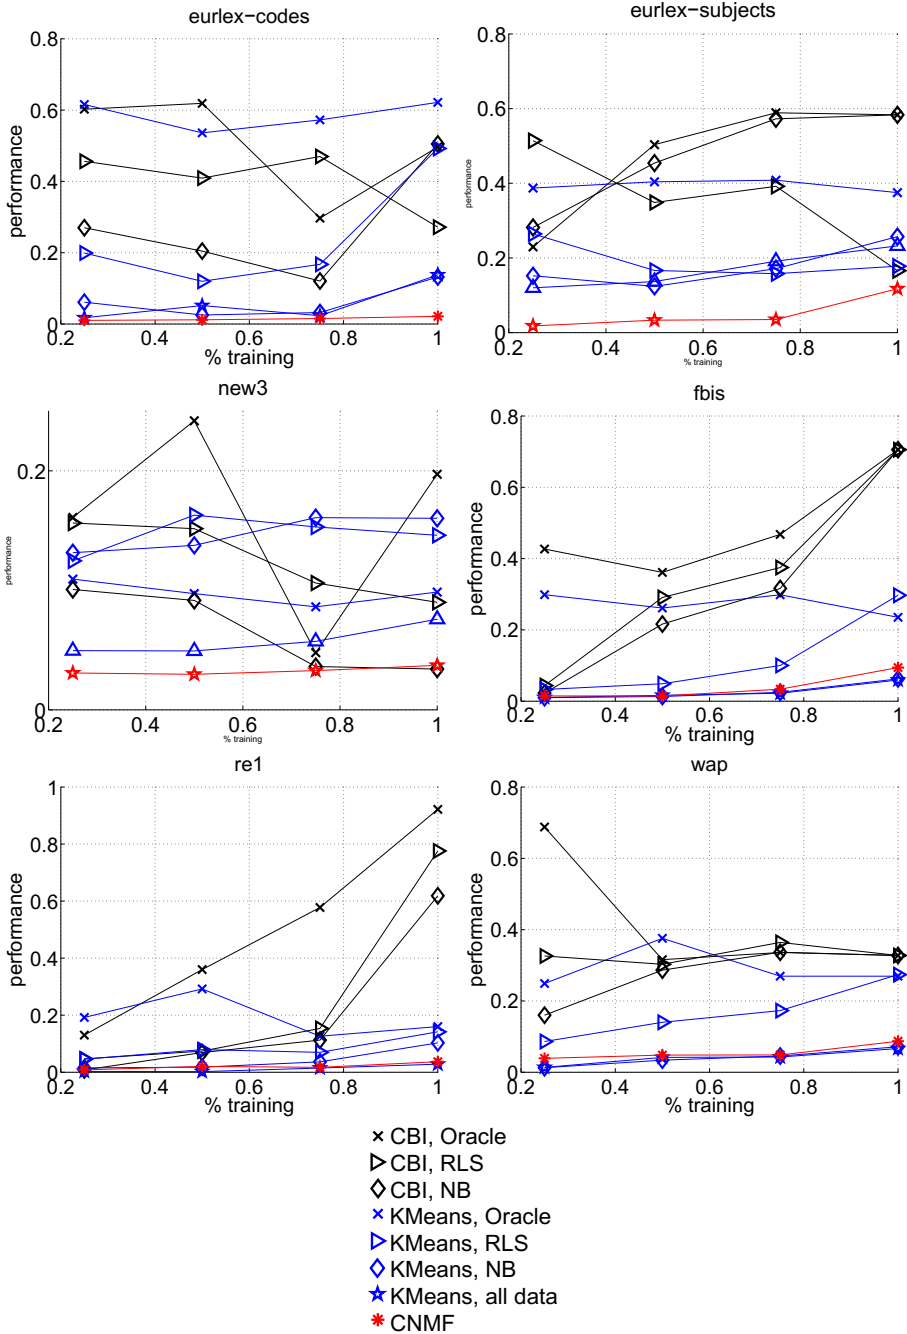 eurlex−codes
eurlex−subjects
0.8
0.6
0.4
0.2
0
0.2
0.4
0.6
0.8
1
performance
% training
0.8
0.6
0.4
0.2
0
0.2
0.4
0.6
0.8
1
performance
% training
new3
fbis
0.2
0
0.2
0.4
0.6
0.8
1
performance
% training
0.8
0.6
0.4
0.2
0
0.2
0.4
0.6
0.8
1
performance
% training
re1
wap
1
0.8
0.6
0.4
0.2
0
0.2
0.4
0.6
0.8
1
performance
% training
0.8
0.6
0.4
0.2
0
0.2
0.4
0.6
0.8
1
performance
% training
CBI, Oracle
CBI, RLS
CBI, NB
KMeans, Oracle
KMeans, RLS
KMeans, NB
KMeans, all data
CNMF